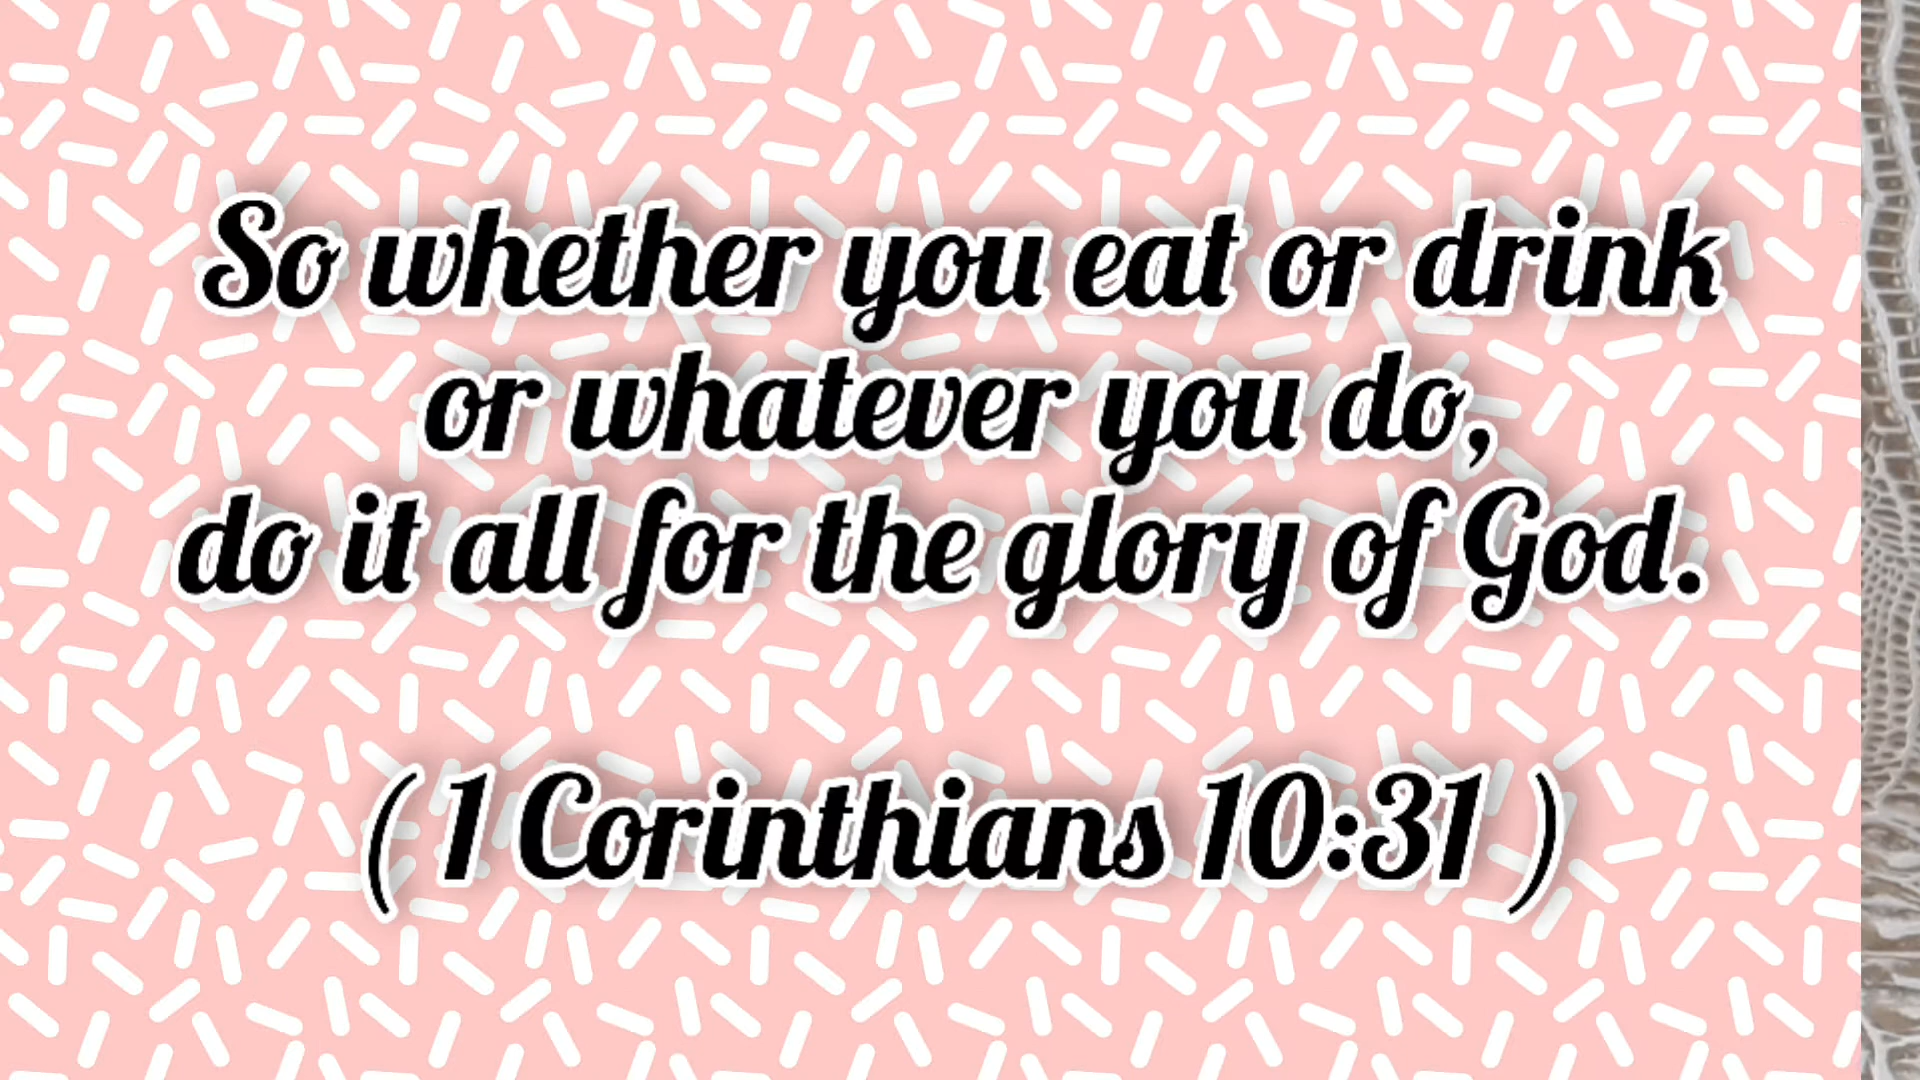 So whether you eat or drink
or whatever you do,
do it all for the glory of God.
( 1 Corinthians 10:31 )